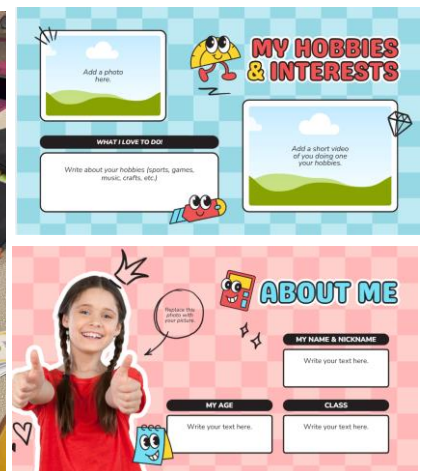 MY HOBBIES
& INTERESTS
Add a photo
here.
WHAT I LOVE TO DO!
Write about your hobbies (sports, games,
music, crafts, etc.)
Add a short video
of you doing one
your hobbies.
ABOUT ME
Replace this
photo with
your picture.
MY NAME & NICKNAME
Write your text here.
MY AGE
Write your text here.
CLASS
Write your text here.